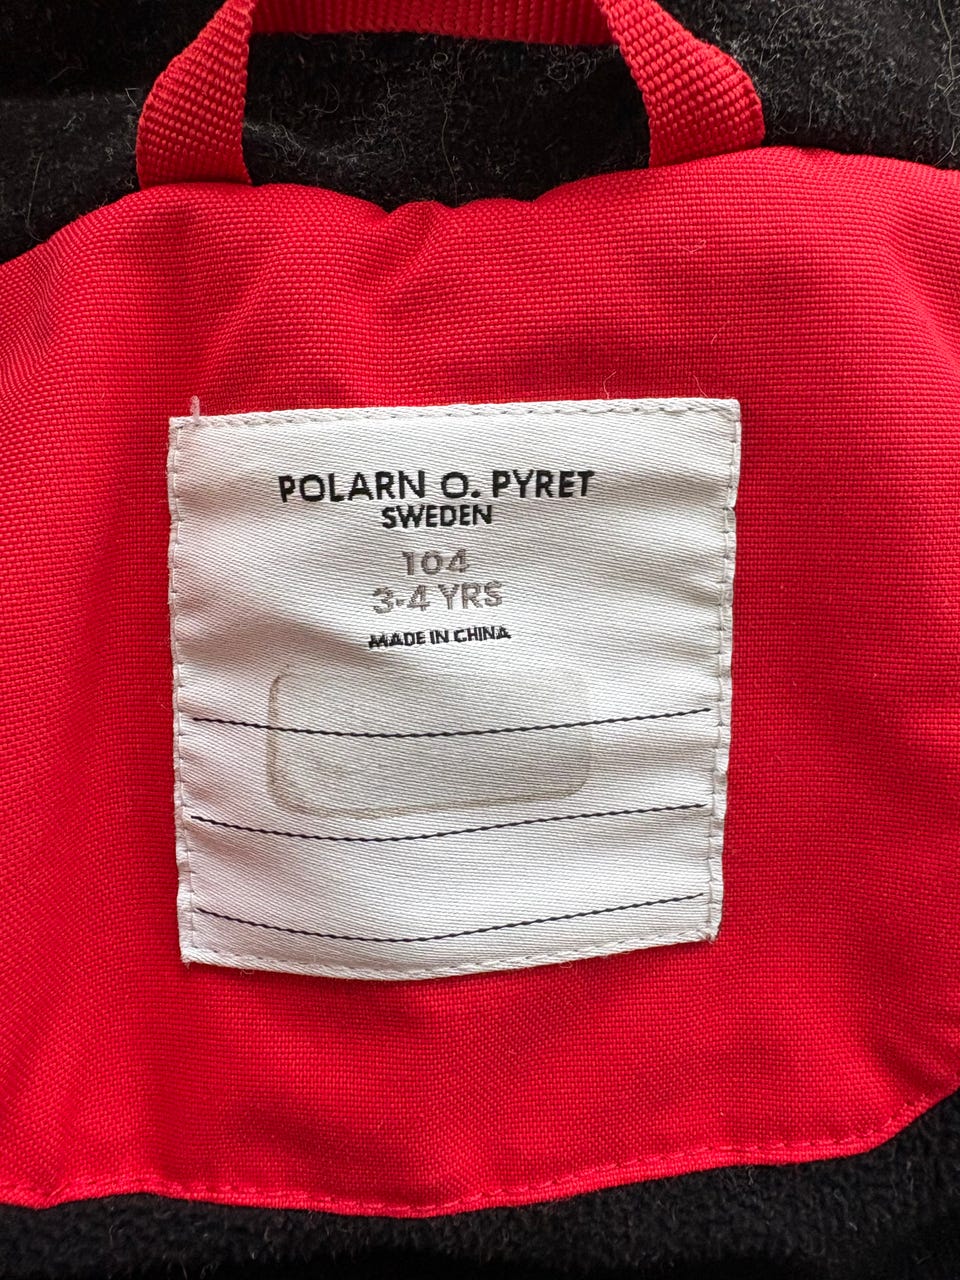 POLARN O. PYRET
SWEDEN
104
3-4 YRS
MADE IN CHINA